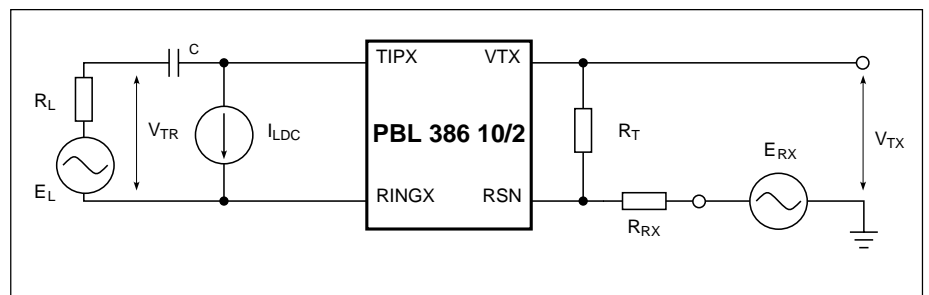 C
TIPX VTX
R_L
V_TR
I_LDC
PBL 386 10/2
R_T
E_RX
V_TX
E_L
RINGX RSN
R_RX